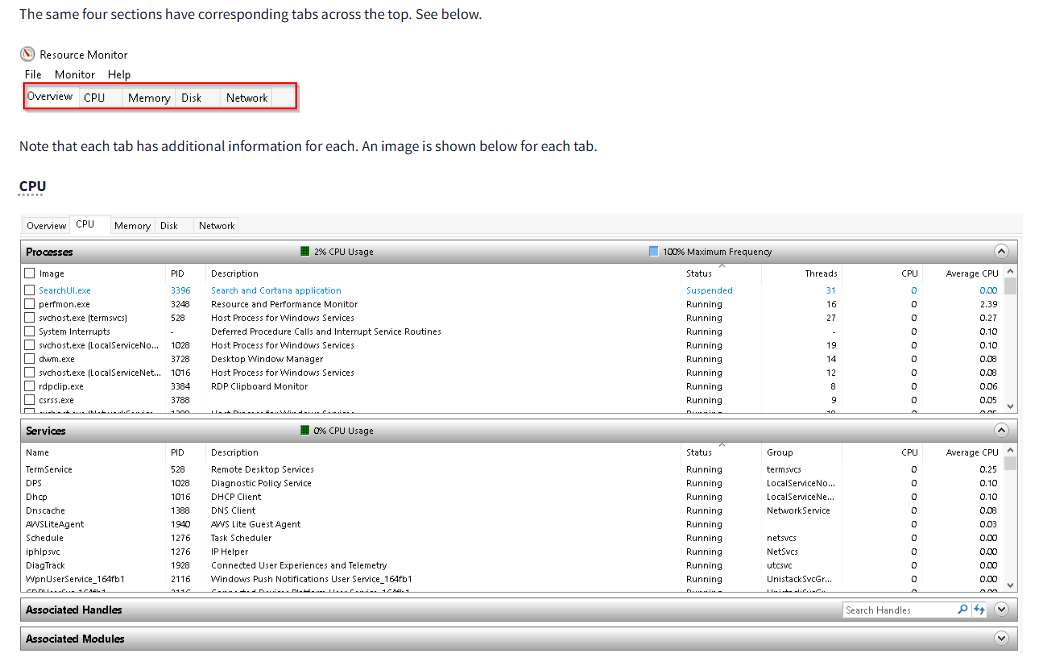 The same four sections have corresponding tabs across the top. See below.
Resource Monitor
File Monitor Help
Overview CPU Memory Disk Network
Note that each tab has additional information for each. An image is shown below for each tab.
CPU
Overview CPU Memory Disk Network
Processes 2% CPU Usage 100% Maximum Frequency
Image PID Description Status Threads CPU Average CPU
SearchUI.exe 3396 Search and Cortana application Suspended 31 0 0.00
perfmon.exe 3248 Resource and Performance Monitor Running 16 0 2.39
svchost.exe (termsvcs) 528 Host Process for Windows Services Running 27 0 0.27
System Interrupts - Deferred Procedure Calls and Interrupt Service Routines Running - 0 0.10
svchost.exe (LocalServiceNo... 1028 Host Process for Windows Services Running 19 0 0.10
dwm.exe 3728 Desktop Window Manager Running 14 0 0.08
svchost.exe (LocalServiceNet... 1016 Host Process for Windows Services Running 12 0 0.08
rdpclip.exe 3384 RDP Clipboard Monitor Running 8 0 0.06
csrss.exe 3788 Running 9 0 0.05
Services 0% CPU Usage
Name PID Description Status Group CPU Average CPU
TermService 528 Remote Desktop Services Running termsvcs 0 0.25
DPS 1028 Diagnostic Policy Service Running LocalServiceNo... 0 0.10
Dhcp 1016 DHCP Client Running LocalServiceNe... 0 0.10
Dnscache 1388 DNS Client Running NetworkService 0 0.08
AWSLiteAgent 1940 AWS Lite Guest Agent Running 0 0.03
Schedule 1276 Task Scheduler Running netsvcs 0 0.00
iphlpsvc 1276 IP Helper Running NetSvcs 0 0.00
DiagTrack 1928 Connected User Experiences and Telemetry Running utcsvc 0 0.00
WpnUserService_164fb1 2116 Windows Push Notifications User Service_164fb1 Running UnistackSvcGr... 0 0.00
Associated Handles Search Handles
Associated Modules